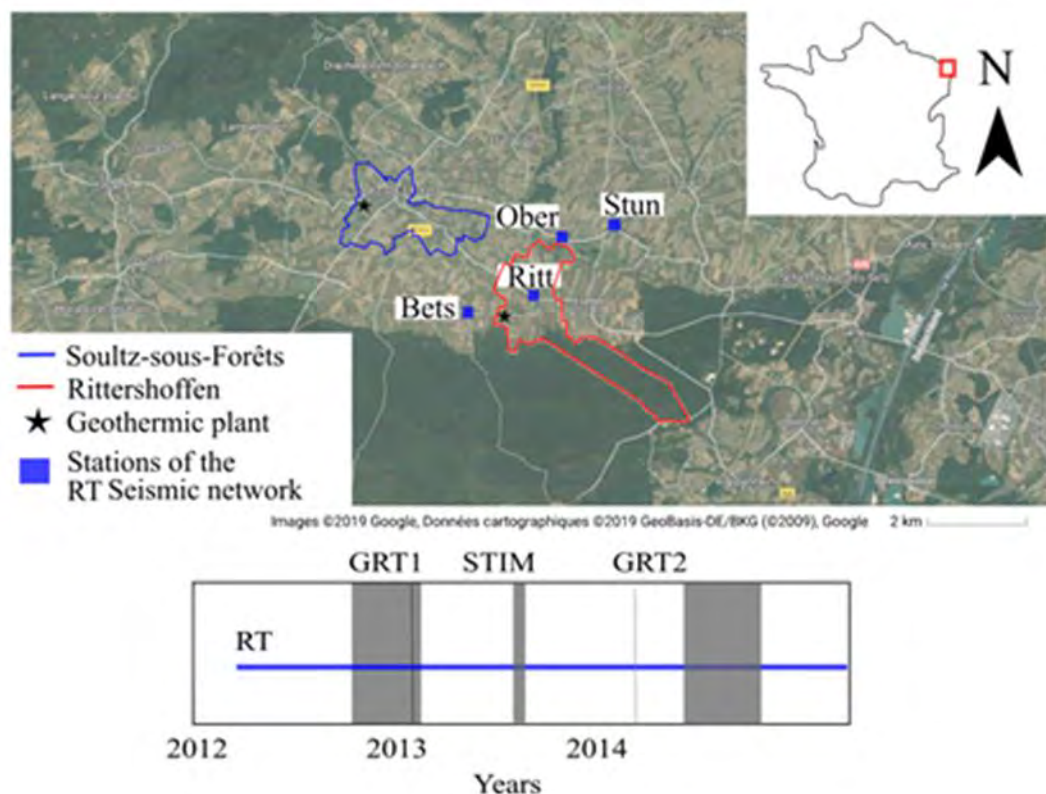 N
Ober
Stun
Ritt
Bets
Soultz-sous-Forêts
Rittershoffen
Geothermic plant
Stations of the
RT Seismic network
Images ©2019 Google, Données cartographiques ©2019 GeoBasis-DE/BKG (©2009), Google
2 km
GRT1 STIM GRT2
RT
2012 2013 2014
Years